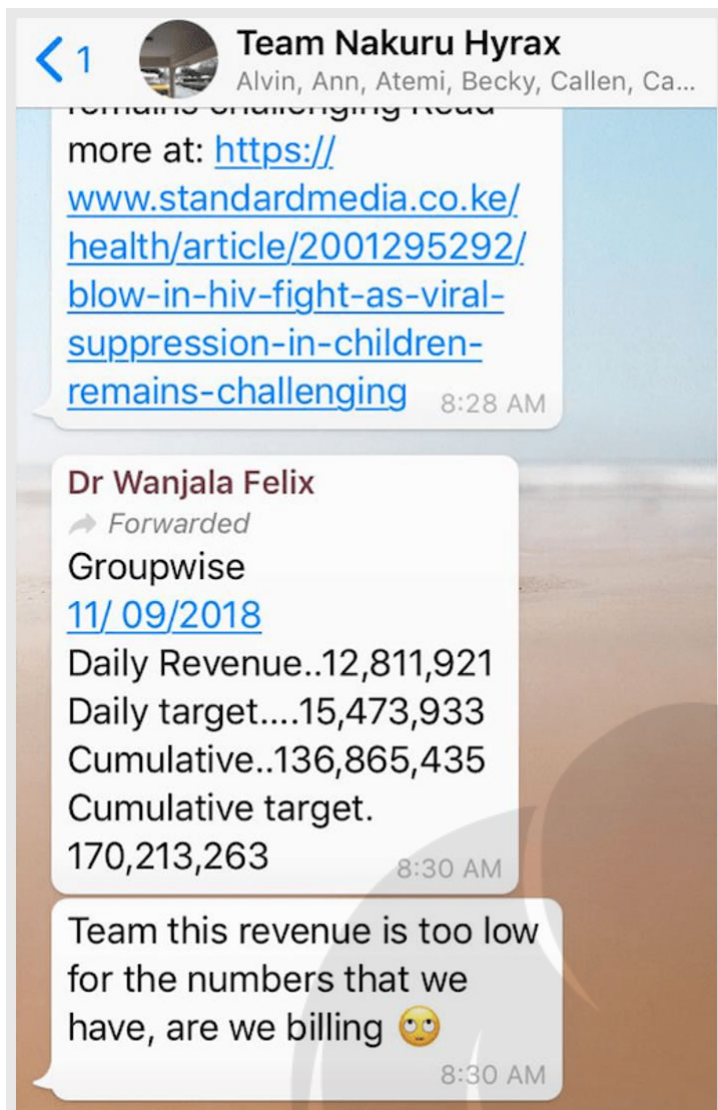 1
Team Nakuru Hyrax
Alvin, Ann, Atemi, Becky, Callen, Ca...
remains challenging Read
more at: https://
www.standardmedia.co.ke/
health/article/2001295292/
blow-in-hiv-fight-as-viral-
suppression-in-children-
remains-challenging 8:28 AM
Dr Wanjala Felix
Forwarded
Groupwise
11/ 09/2018
Daily Revenue..12,811,921
Daily target....15,473,933
Cumulative..136,865,435
Cumulative target.
170,213,263 8:30 AM
Team this revenue is too low
for the numbers that we
have, are we billing 🙄
8:30 AM